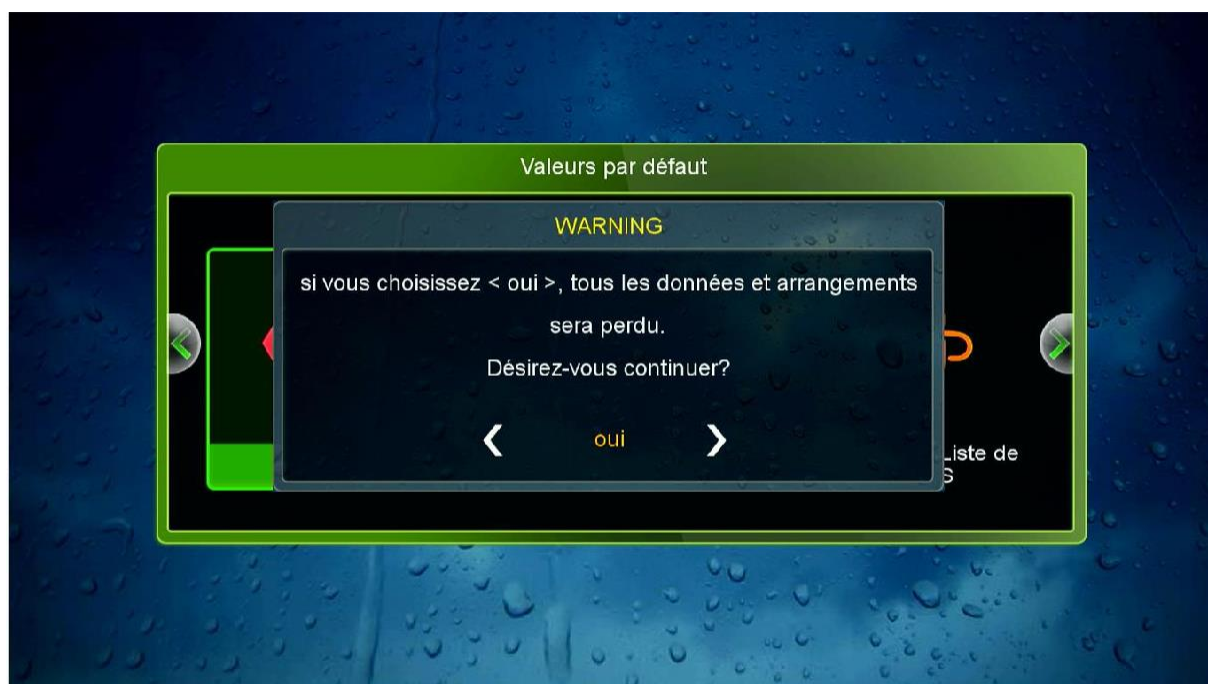 Valeurs par défaut
WARNING
si vous choisissez < oui >, tous les données et arrangements
sera perdu.
Désirez-vous continuer?
oui
Liste de
S